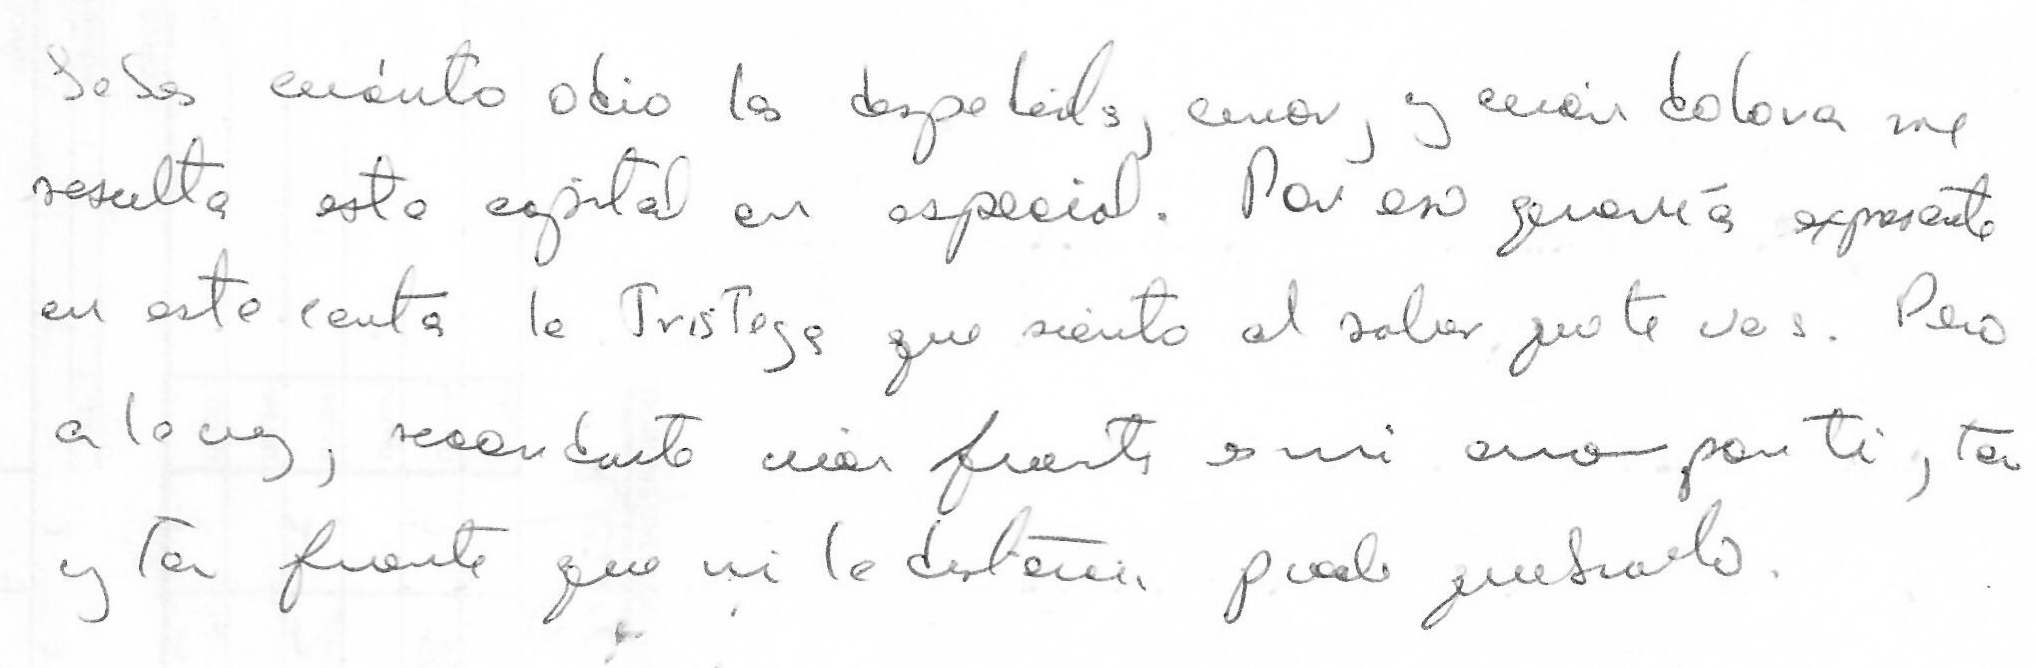 Sabes cuánto odio las despedidas, amor, y cuán dolorosa me
resulta esta en especial. Por eso querría expresarte
en esta carta la Tristeza que siento al saber que te vas. Pero
a la vez, recordarte cuán fuerte es mi amor por ti, tan
y tan fuerte que ni la distancia puede quebrarlo.